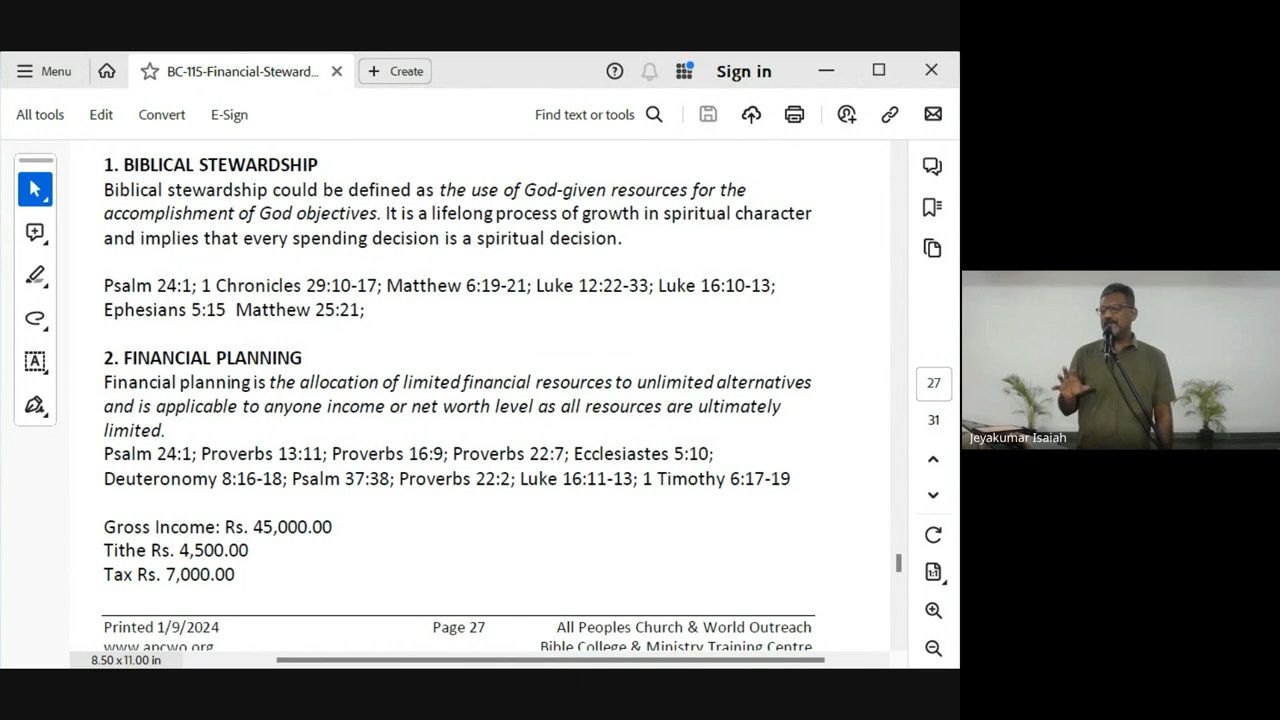 Menu
BC-115-Financial-Steward...
Create
Sign in
All tools
Edit
Convert
E-Sign
Find text or tools
1. BIBLICAL STEWARDSHIP
Biblical stewardship could be defined as the use of God-given resources for the
accomplishment of God objectives. It is a lifelong process of growth in spiritual character
and implies that every spending decision is a spiritual decision.
Psalm 24:1; 1 Chronicles 29:10-17; Matthew 6:19-21; Luke 12:22-33; Luke 16:10-13;
Ephesians 5:15 Matthew 25:21;
2. FINANCIAL PLANNING
Financial planning is the allocation of limited financial resources to unlimited alternatives
and is applicable to anyone income or net worth level as all resources are ultimately
limited.
Psalm 24:1; Proverbs 13:11; Proverbs 16:9; Proverbs 22:7; Ecclesiastes 5:10;
Deuteronomy 8:16-18; Psalm 37:38; Proverbs 22:2; Luke 16:11-13; 1 Timothy 6:17-19
Gross Income: Rs. 45,000.00
Tithe Rs. 4,500.00
Tax Rs. 7,000.00
Printed 1/9/2024 Page 27 All Peoples Church & World Outreach
www.apcwo.org Bible College & Ministry Training Centre
8.50 x 11.00 in
27
31
1:1
Jeyakumar Isaiah